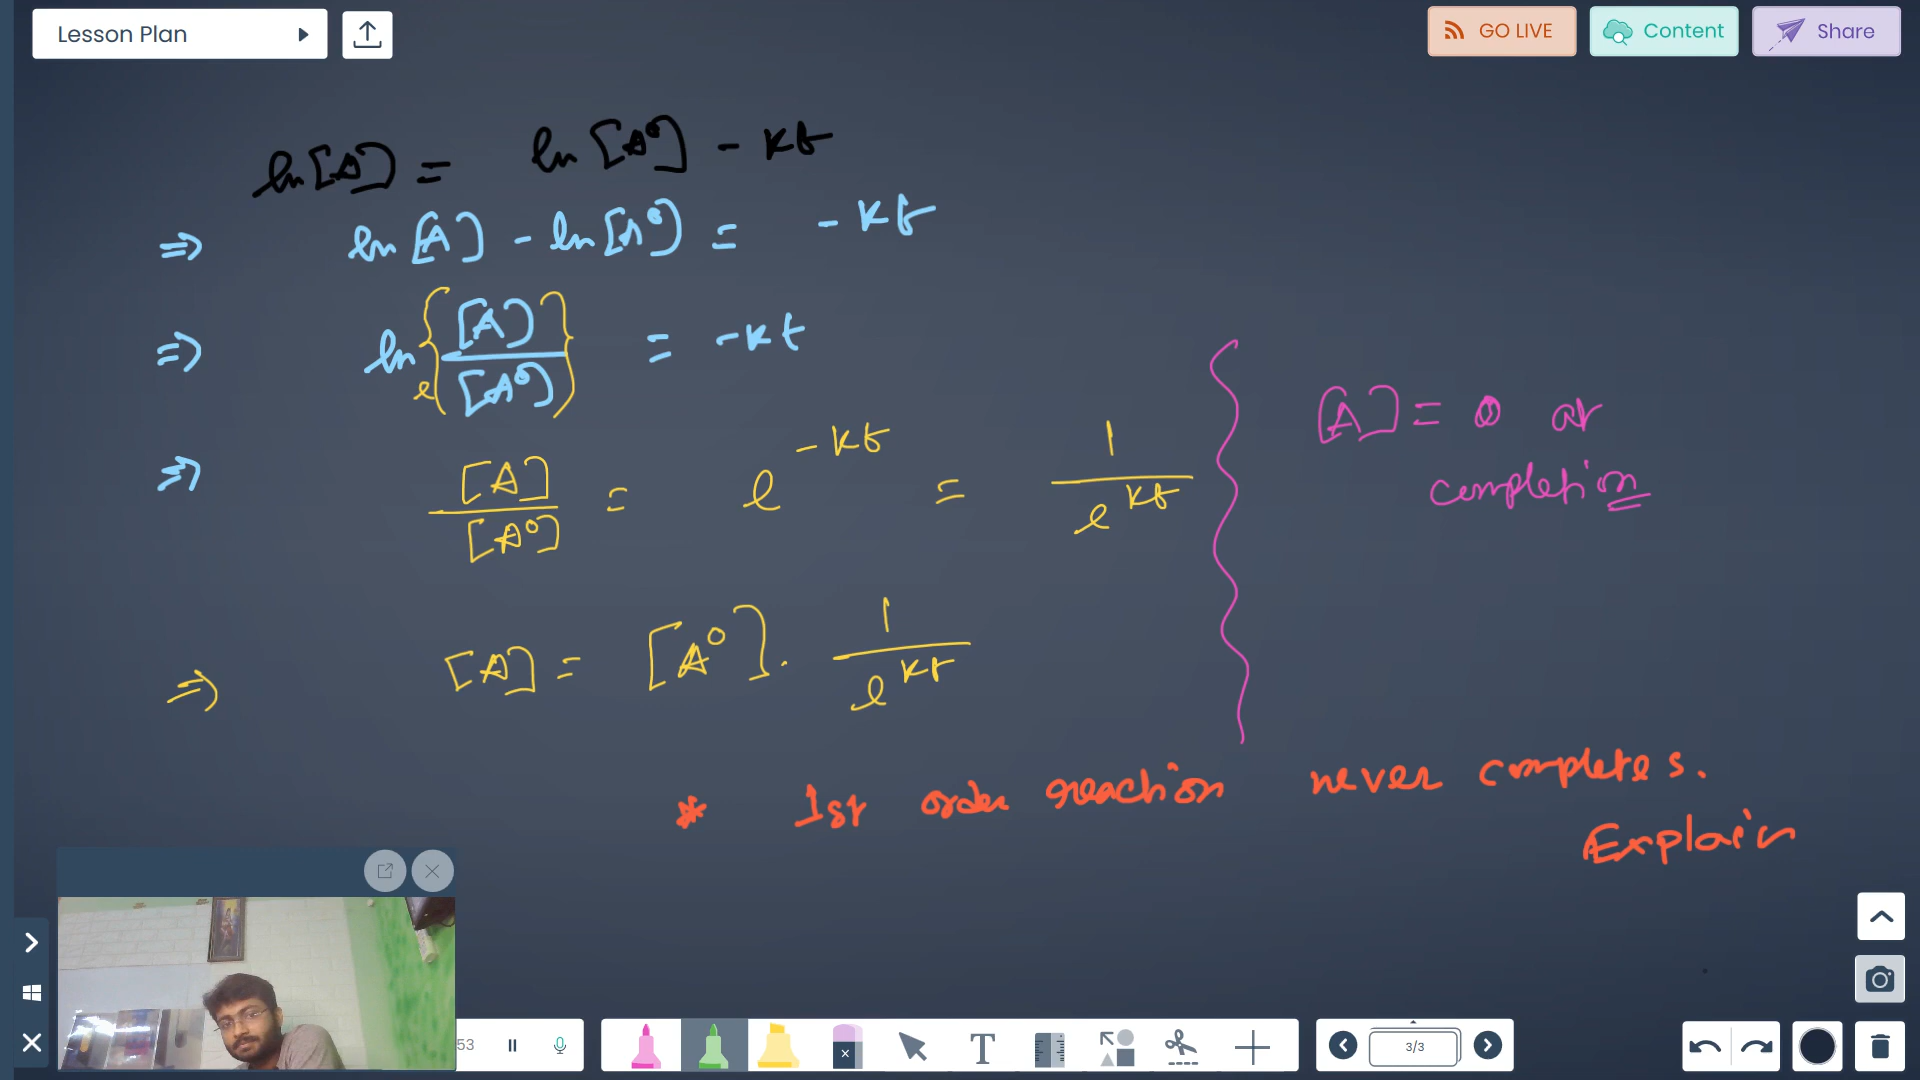 Lesson Plan
GO LIVE
Content
Share
ln [A] = ln [A°] - kt
⇒ ln [A] - ln [A°] = - kt
⇒ ln e { [A] / [A°] } = - kt
⇒ [A] / [A°] = e^-kt = 1 / e^kt
⇒ [A] = [A°] . 1 / e^kt
[A] = 0 at
completion
* 1st order reaction never completes.
Explain
53
T
3/3